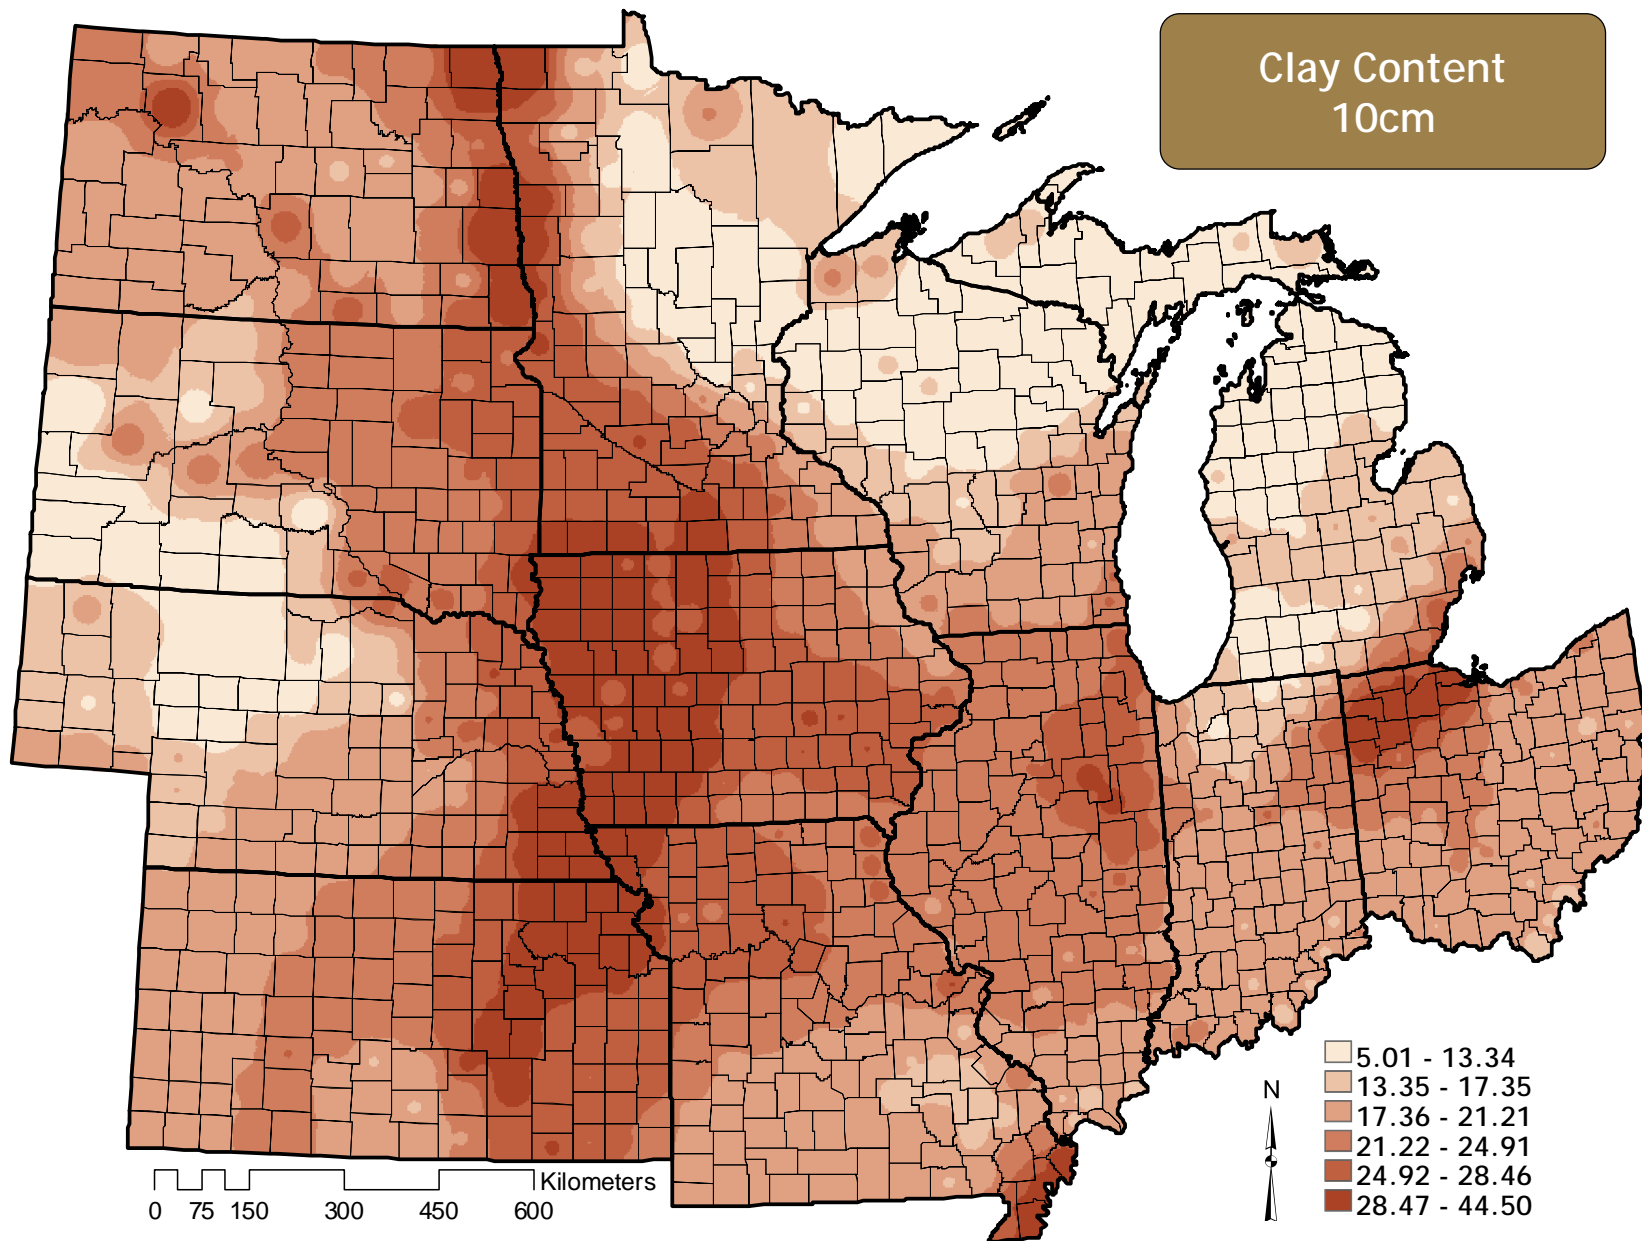 Clay Content
10cm
5.01 - 13.34
13.35 - 17.35
17.36 - 21.21
21.22 - 24.91
24.92 - 28.46
28.47 - 44.50
N
Kilometers
0 75 150 300 450 600